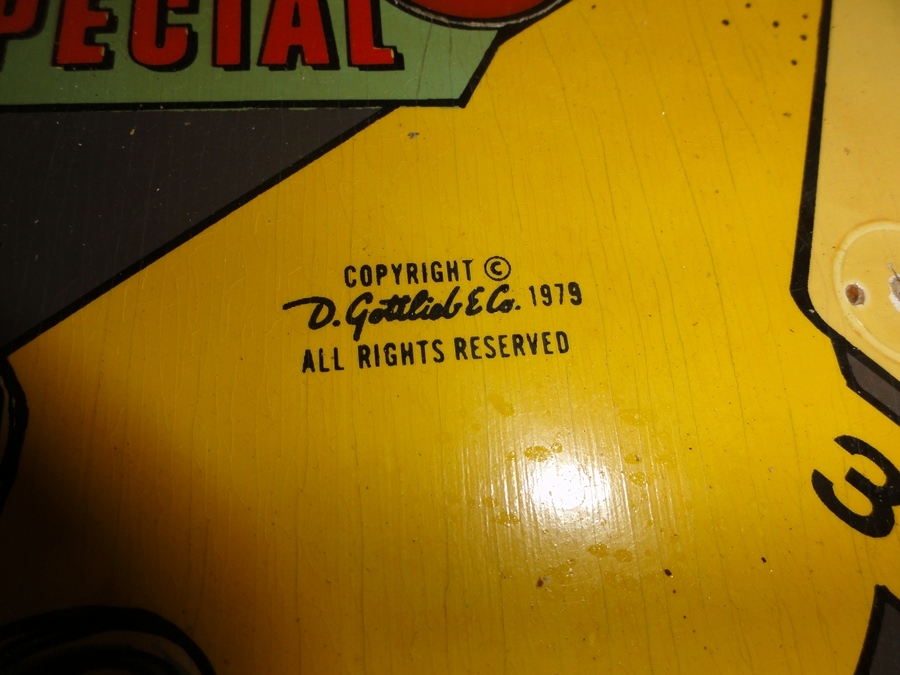 PECIAL
COPYRIGHT ©
D. Gottlieb & Co. 1979
ALL RIGHTS RESERVED
3